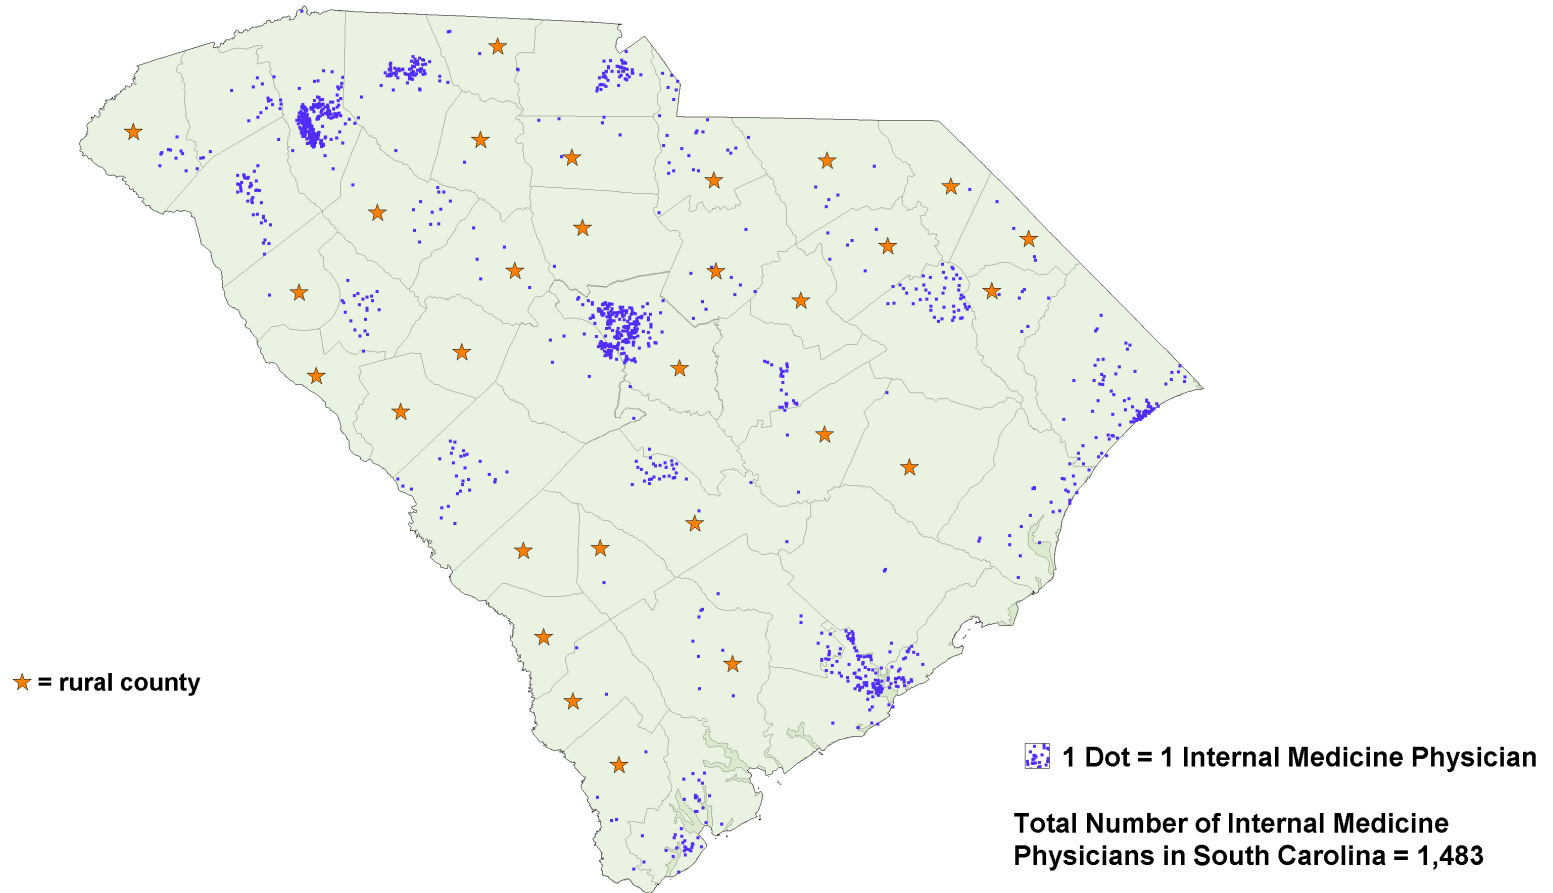 = rural county
1 Dot = 1 Internal Medicine Physician
Total Number of Internal Medicine
Physicians in South Carolina = 1,483